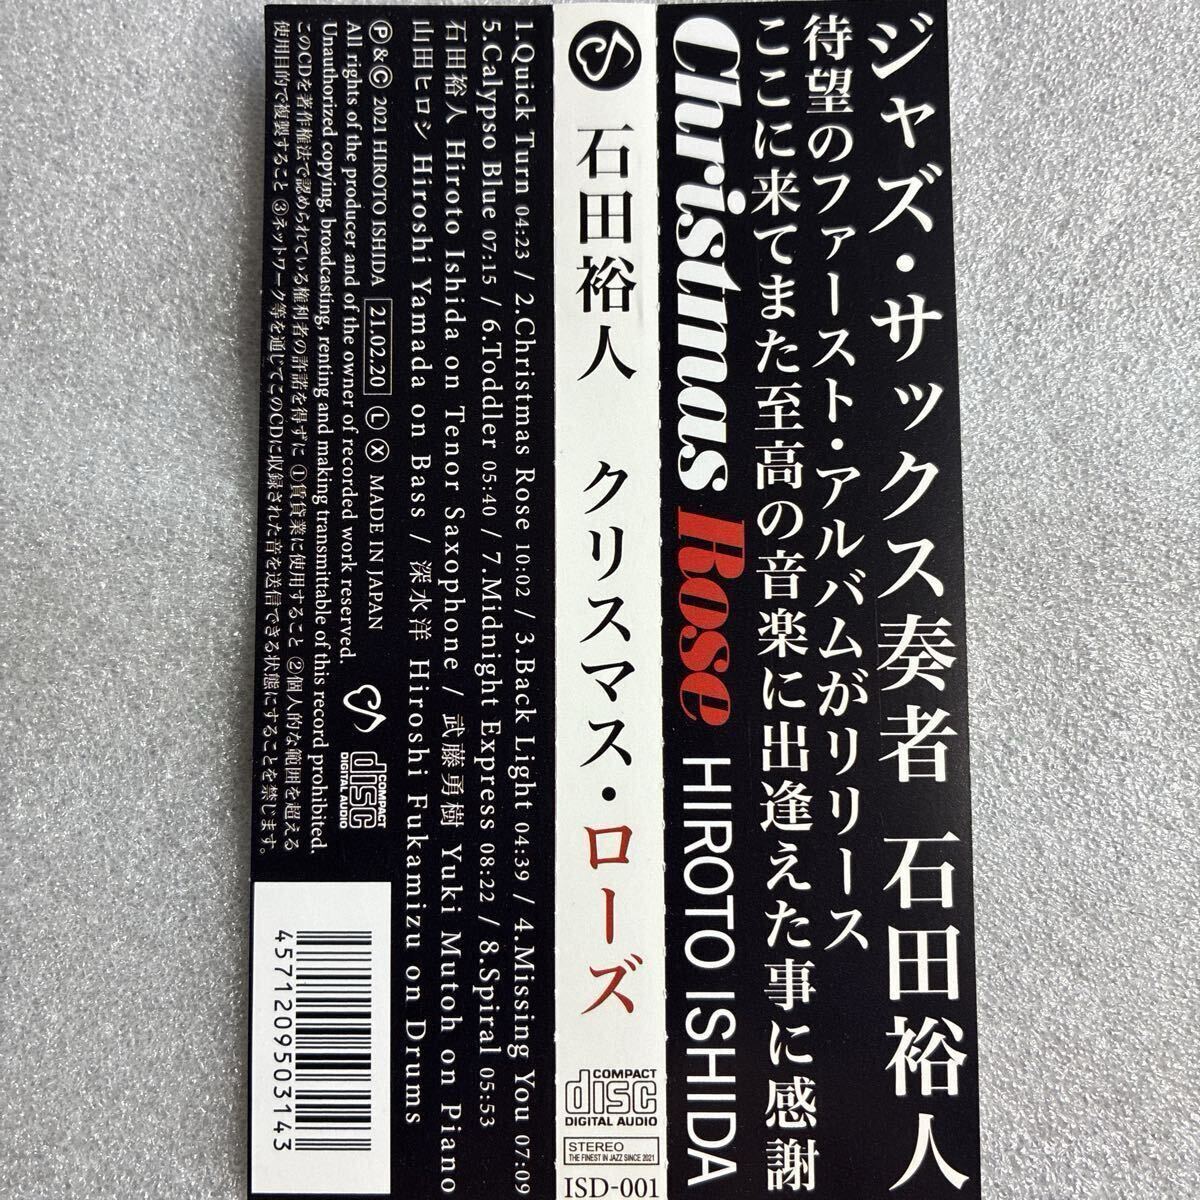 ジャズ・サックス奏者 石田裕人
待望のファースト・アルバムがリリース
ここに来てまた至高の音楽に出逢えた事に感謝
Christmas Rose HIROTO ISHIDA
石田裕人 クリスマス・ローズ
COMPACT
disc
DIGITAL AUDIO
STEREO
THE FINEST IN JAZZ SINCE 2021
ISD-001
1.Quick Turn 04:23 / 2.Christmas Rose 10:02 / 3.Back Light 04:39 / 4.Missing You 07:09
5.Calypso Blue 07:15 / 6.Toddler 05:40 / 7.Midnight Express 08:22 / 8.Spiral 05:53
石田裕人 Hiroto Ishida on Tenor Saxophone / 武藤勇樹 Yuki Mutoh on Piano
山田ヒロシ Hiroshi Yamada on Bass / 深水洋 Hiroshi Fukamizu on Drums
Ⓟ&Ⓒ 2021 HIROTO ISHIDA 21.02.20 Ⓛ Ⓧ MADE IN JAPAN
All rights of the producer and of the owner of recorded work reserved.
Unauthorized copying, broadcasting, renting and making transmittable of this record prohibited.
このCDを著作権法で認められている権利者の許諾を得ずに ①賃貸業に使用すること ②個人的な範囲を超える
使用目的で複製すること ③ネットワーク等を通じてこのCDに収録された音を送信できる状態にすることを禁じます。
COMPACT
disc
DIGITAL AUDIO
4571209503143